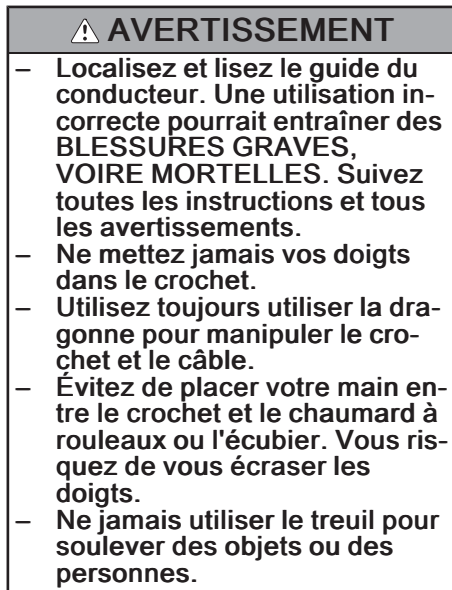 ⚠ AVERTISSEMENT
– Localisez et lisez le guide du
conducteur. Une utilisation in-
correcte pourrait entraîner des
BLESSURES GRAVES,
VOIRE MORTELLES. Suivez
toutes les instructions et tous
les avertissements.
– Ne mettez jamais vos doigts
dans le crochet.
– Utilisez toujours utiliser la dra-
gonne pour manipuler le cro-
chet et le câble.
– Évitez de placer votre main en-
tre le crochet et le chaumard à
rouleaux ou l'écubier. Vous ris-
quez de vous écraser les
doigts.
– Ne jamais utiliser le treuil pour
soulever des objets ou des
personnes.